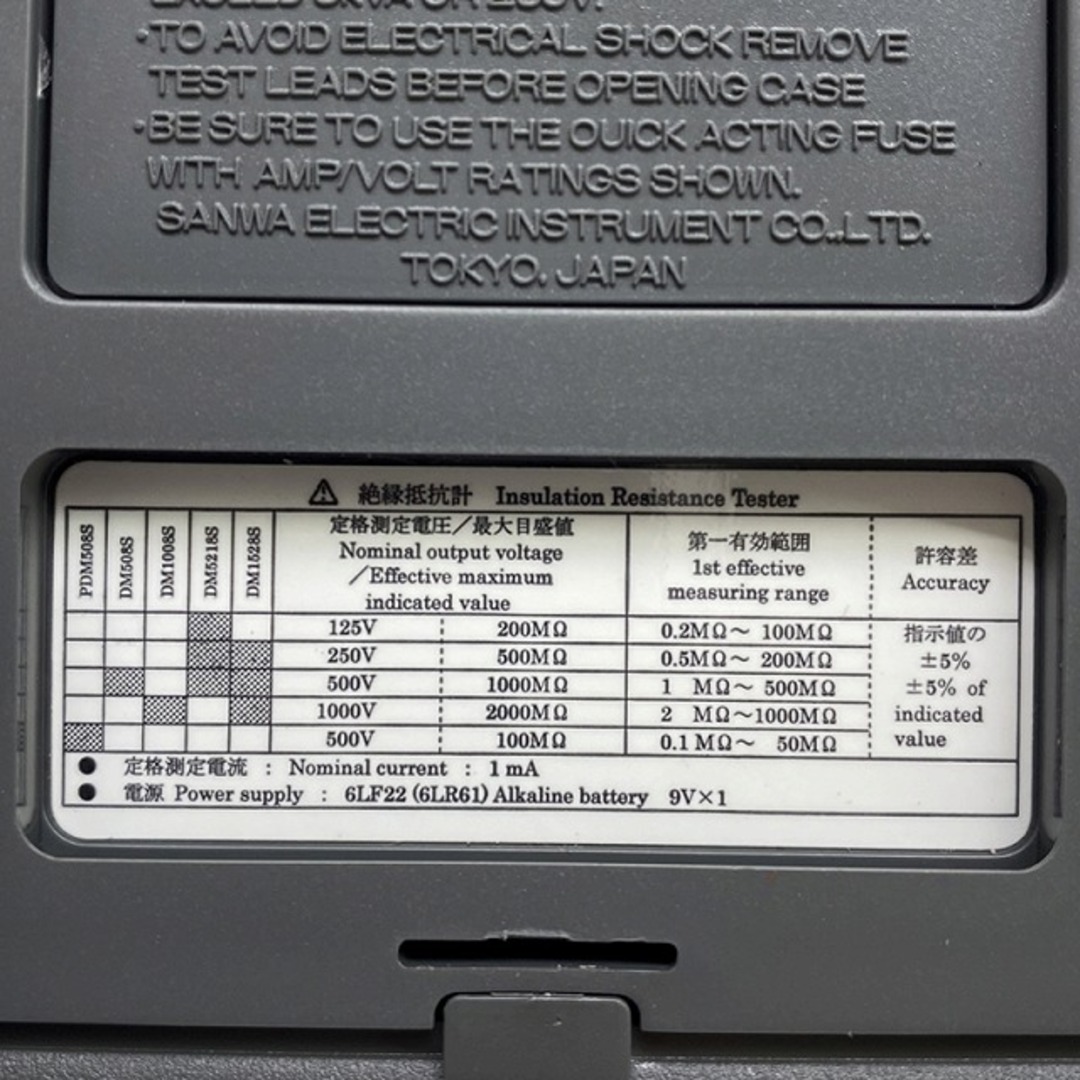 ·TO AVOID ELECTRICAL SHOCK REMOVE
TEST LEADS BEFORE OPENING CASE
·BE SURE TO USE THE QUICK ACTING FUSE
WITH AMP/VOLT RATINGS SHOWN.
SANWA ELECTRIC INSTRUMENT CO.,LTD.
TOKYO, JAPAN
絶縁抵抗計 Insulation Resistance Tester
PDM508S
DM508S
DM1008S
DM5218S
DM1528S
定格測定電圧/最大目盛値
Nominal output voltage
/Effective maximum
indicated value
第一有効範囲
1st effective
measuring range
許容差
Accuracy
125V 200MΩ 0.2MΩ～ 100MΩ
250V 500MΩ 0.5MΩ～ 200MΩ
500V 1000MΩ 1 MΩ～ 500MΩ
1000V 2000MΩ 2 MΩ～1000MΩ
500V 100MΩ 0.1MΩ～ 50MΩ
指示値の
±5%
±5% of
indicated
value
● 定格測定電流 : Nominal current : 1mA
● 電源 Power supply : 6LF22 (6LR61) Alkaline battery 9V×1